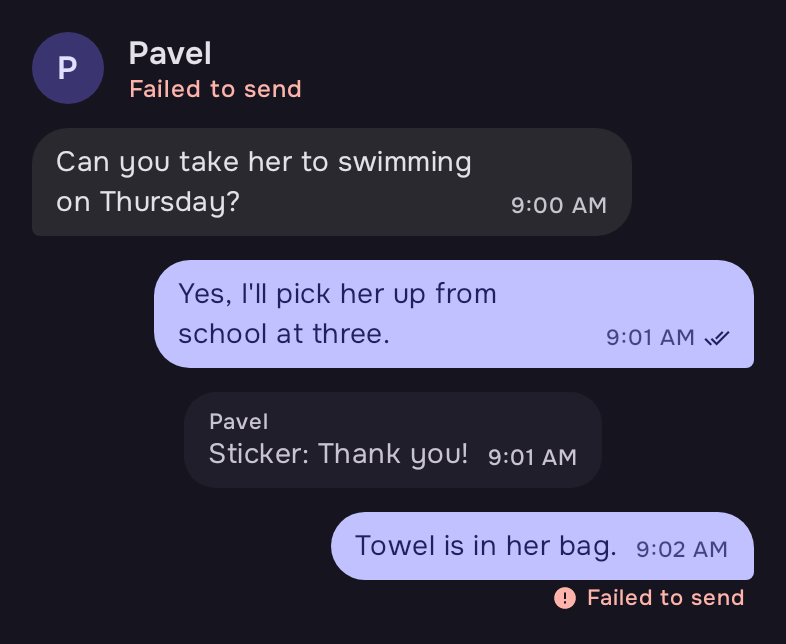 P
Pavel
Failed to send
Can you take her to swimming
on Thursday?
9:00 AM
Yes, I'll pick her up from
school at three.
9:01 AM
Pavel
Sticker: Thank you! 9:01 AM
Towel is in her bag. 9:02 AM
Failed to send